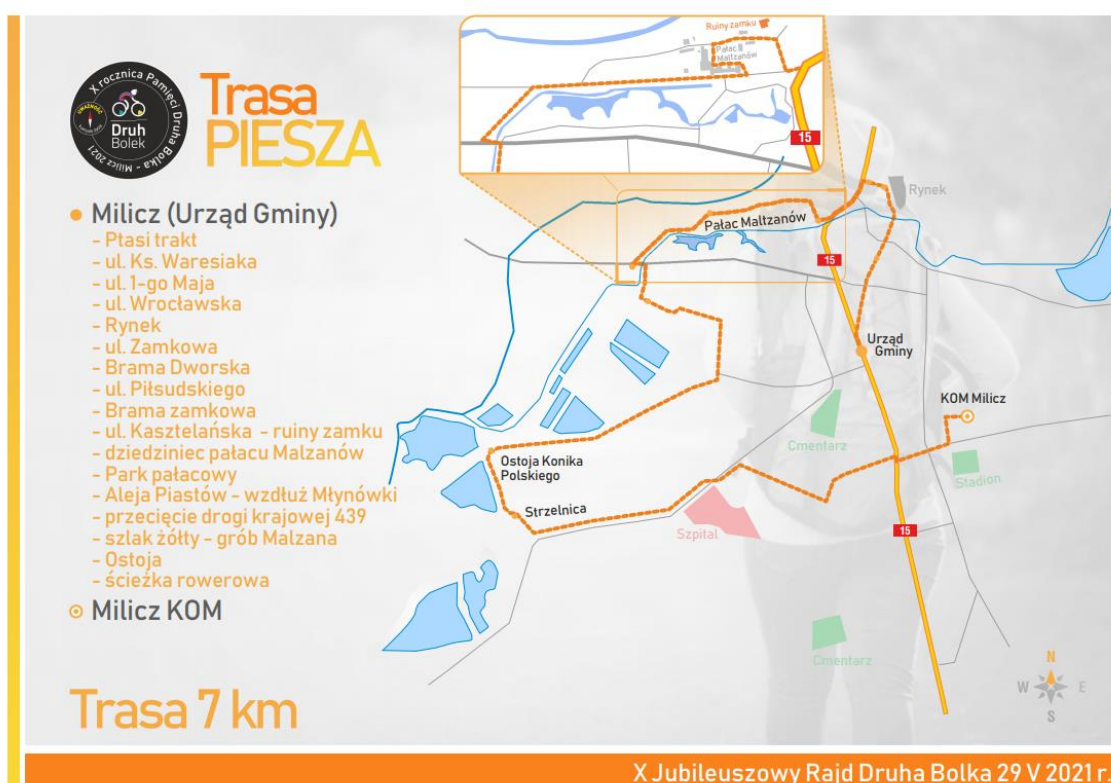 X rocznica Pamięci Druha Bolka - Milicz 2021
UWAŻNOŚĆ
Druh
Bolek
Trasa
PIESZA
Milicz (Urząd Gminy)
- Ptasi trakt
- ul. Ks. Waresiaka
- ul. 1-go Maja
- ul. Wrocławska
- Rynek
- ul. Zamkowa
- Brama Dworska
- ul. Piłsudskiego
- Brama zamkowa
- ul. Kasztelańska - ruiny zamku
- dziedziniec pałacu Malzanów
- Park pałacowy
- Aleja Piastów - wzdłuż Młynówki
- przecięcie drogi krajowej 439
- szlak żółty - grób Malzana
- Ostoja
- ścieżka rowerowa
Milicz KOM
Trasa 7 km
Ruiny zamku
Pałac
Maltzanów
15
Rynek
Pałac Maltzanów
15
Urząd
Gminy
KOM Milicz
Cmentarz
Stadion
Ostoja Konika
Polskiego
Strzelnica
Szpital
15
Cmentarz
N
W E
S
X Jubileuszowy Rajd Druha Bolka 29 V 2021 r.